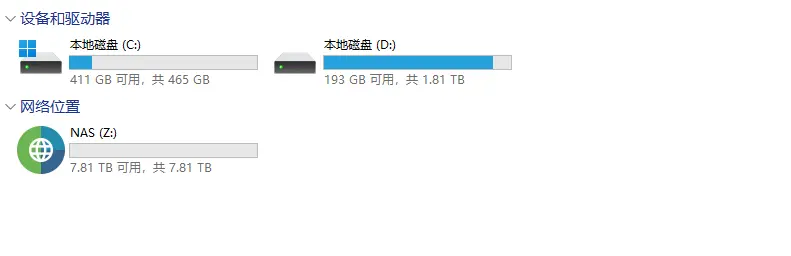 设备和驱动器
本地磁盘 (C:)
411 GB 可用，共 465 GB
本地磁盘 (D:)
193 GB 可用，共 1.81 TB
网络位置
NAS (Z:)
7.81 TB 可用，共 7.81 TB